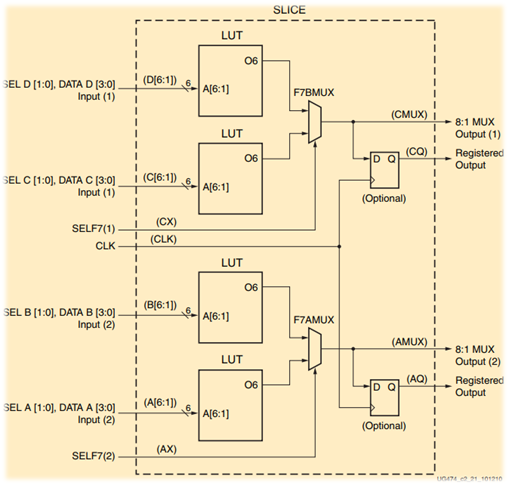 SLICE
LUT
SEL D [1:0], DATA D [3:0]
Input (1)
(D[6:1])
6
A[6:1]
O6
F7BMUX
(CMUX)
8:1 MUX
Output (1)
LUT
SEL C [1:0], DATA C [3:0]
Input (1)
(C[6:1])
6
A[6:1]
O6
D Q
(CQ)
Registered
Output
(Optional)
SELF7(1)
(CX)
CLK
(CLK)
LUT
SEL B [1:0], DATA B [3:0]
Input (2)
(B[6:1])
6
A[6:1]
O6
F7AMUX
(AMUX)
8:1 MUX
Output (2)
LUT
SEL A [1:0], DATA A [3:0]
Input (2)
(A[6:1])
6
A[6:1]
O6
D Q
(AQ)
Registered
Output
(Optional)
SELF7(2)
(AX)
UG474_c2_21_101210